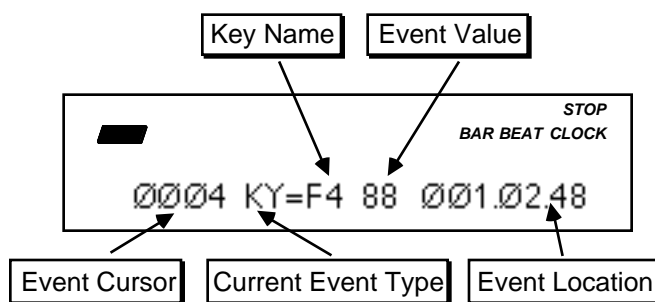 Key Name
Event Value
STOP
BAR BEAT CLOCK
ØØØ4 KY=F4 88 ØØ1.Ø2.48
Event Cursor
Current Event Type
Event Location